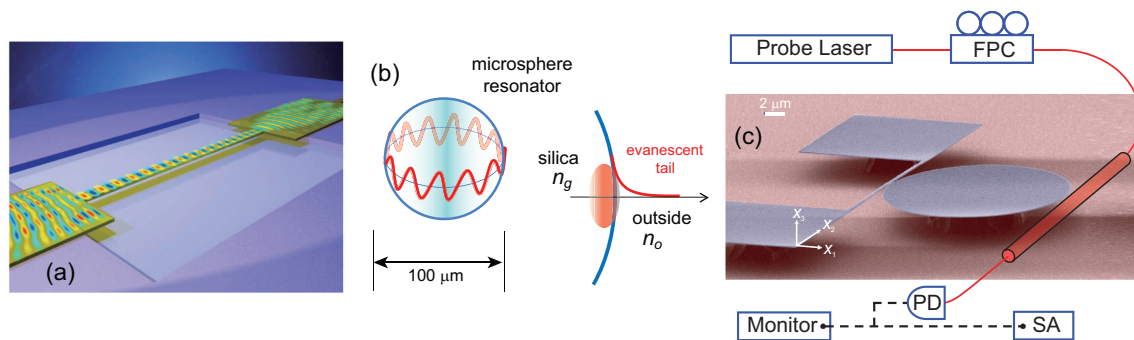 (a)
(b)
microsphere
resonator
silica
n_g
evanescent
tail
outside
n_o
100 μm
Probe Laser
FPC
2 μm
(c)
x_3
x_2
x_1
PD
Monitor
SA